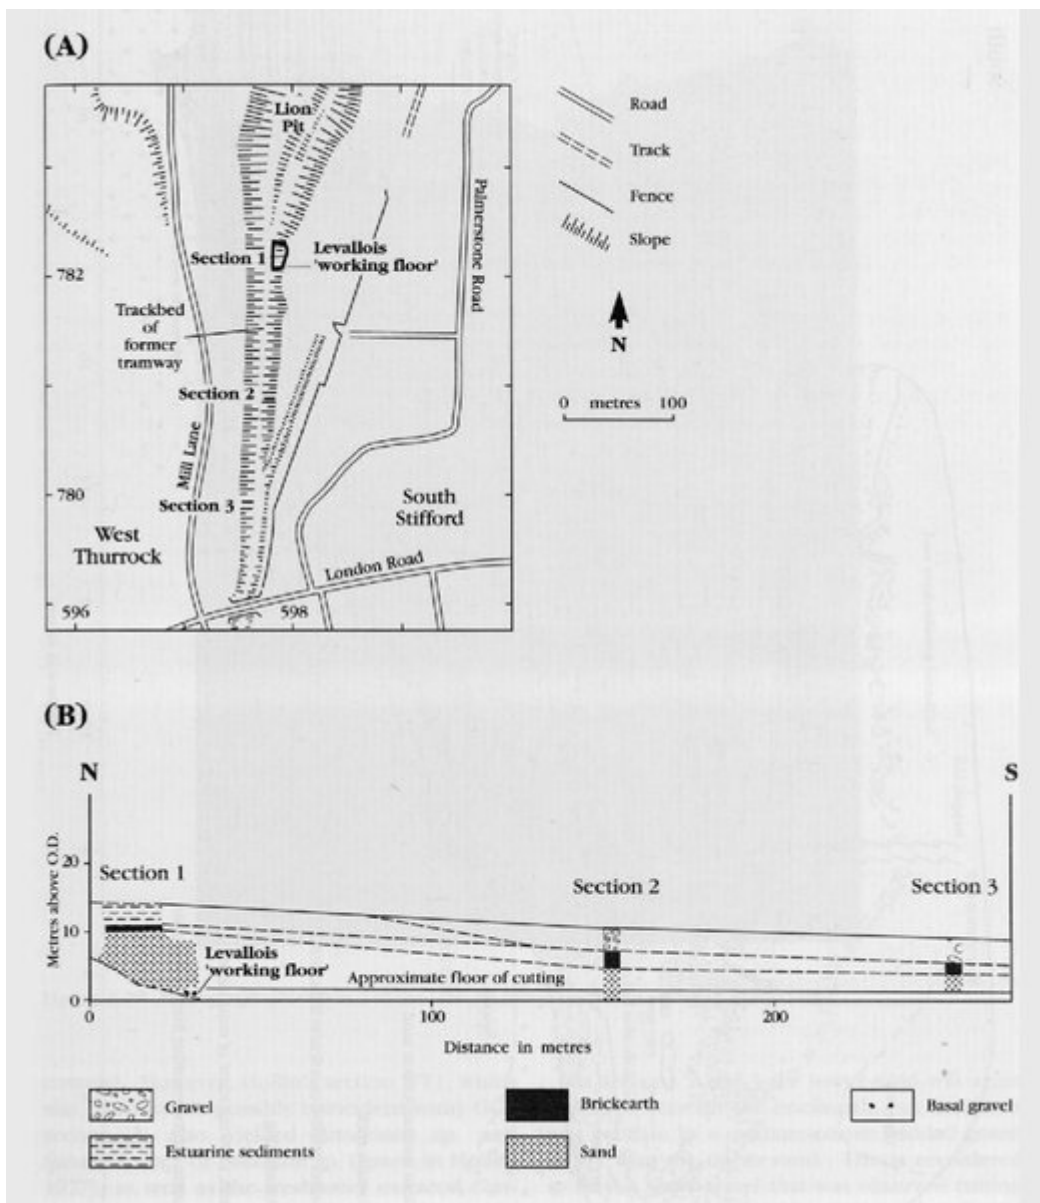 (A)
Lion
Pit
Road
Track
Fence
Slope
N
0 metres 100
Palmerstone Road
Levallois
'working floor'
Section 1
782
Trackbed
of
former
tramway
Section 2
Mill Lane
780
Section 3
South
Stifford
West
Thurrock
London Road
596
598
(B)
N
S
Metres above O.D.
20
10
0
Section 1
Section 2
Section 3
Levallois
'working floor'
Approximate floor of cutting
0
100
200
Distance in metres
Gravel
Brickearth
Basal gravel
Estuarine sediments
Sand